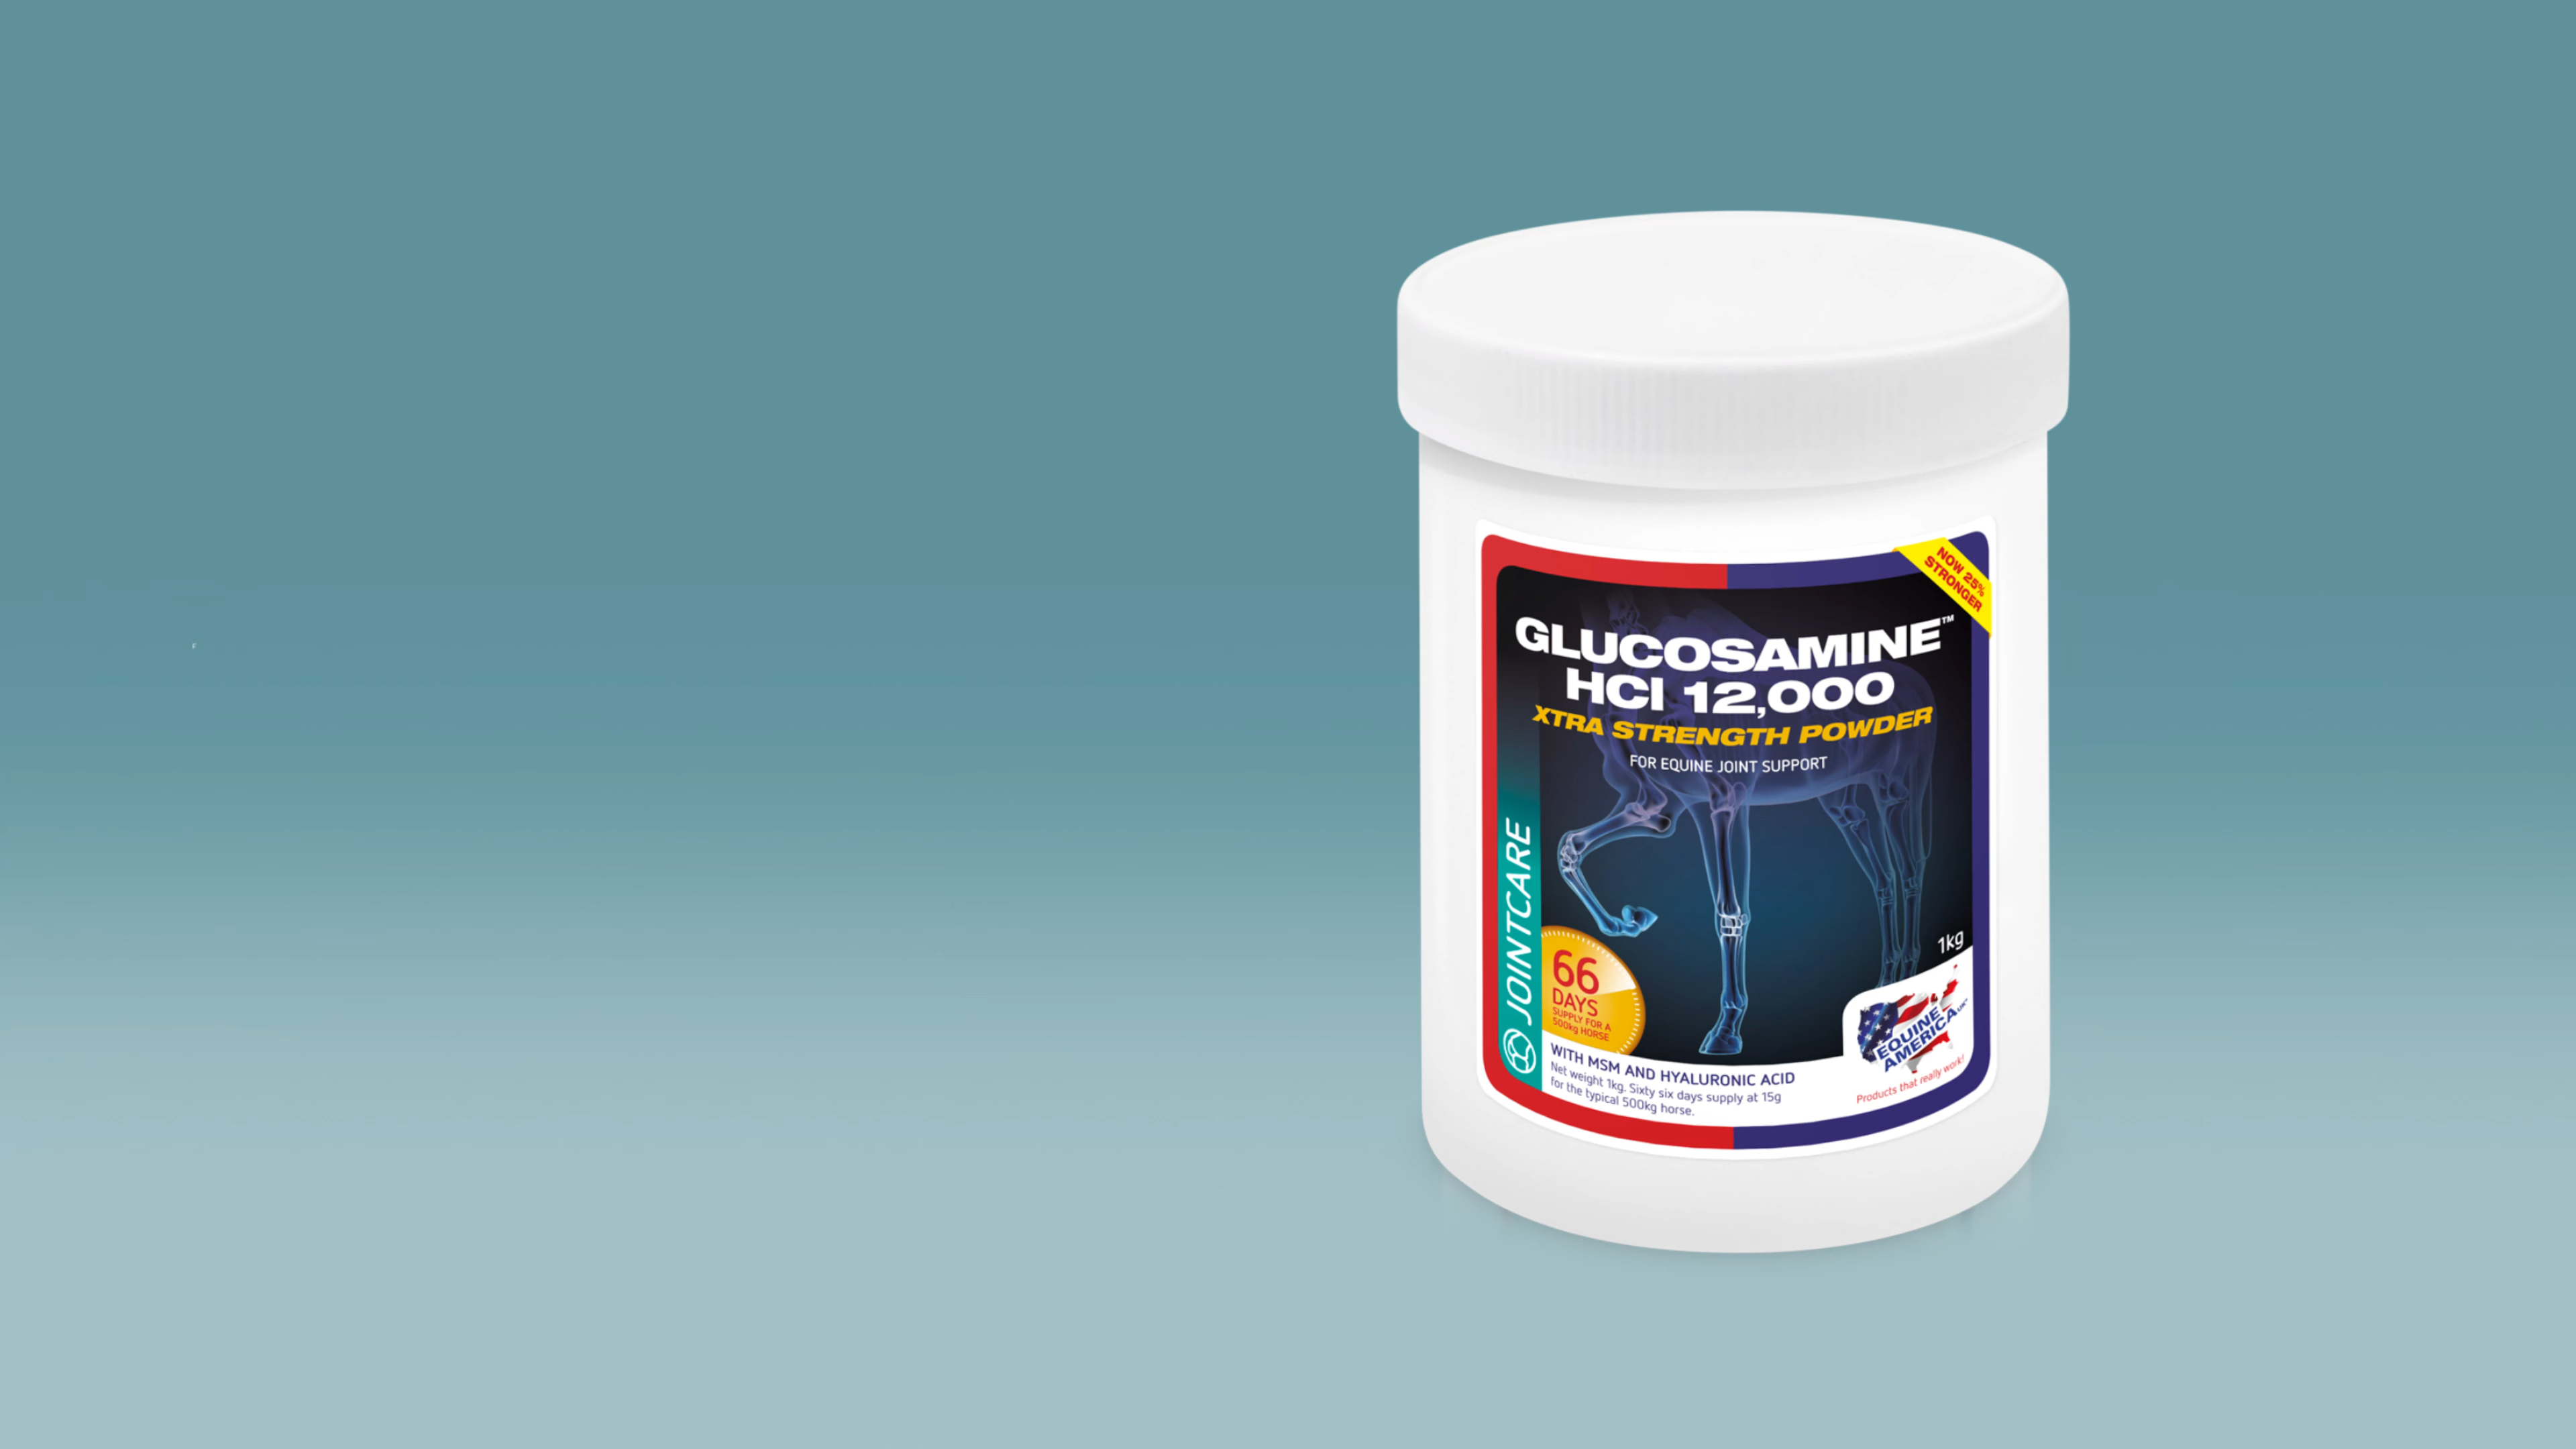 NOW 25%
STRONGER
GLUCOSAMINE™
HCl 12,000
XTRA STRENGTH POWDER
FOR EQUINE JOINT SUPPORT
JOINTCARE
1kg
66
DAYS
SUPPLY FOR A
500kg HORSE
EQUINE
AMERICA UK™
Products that really work!
WITH MSM AND HYALURONIC ACID
Net weight 1kg. Sixty six days supply at 15g
for the typical 500kg horse.
F